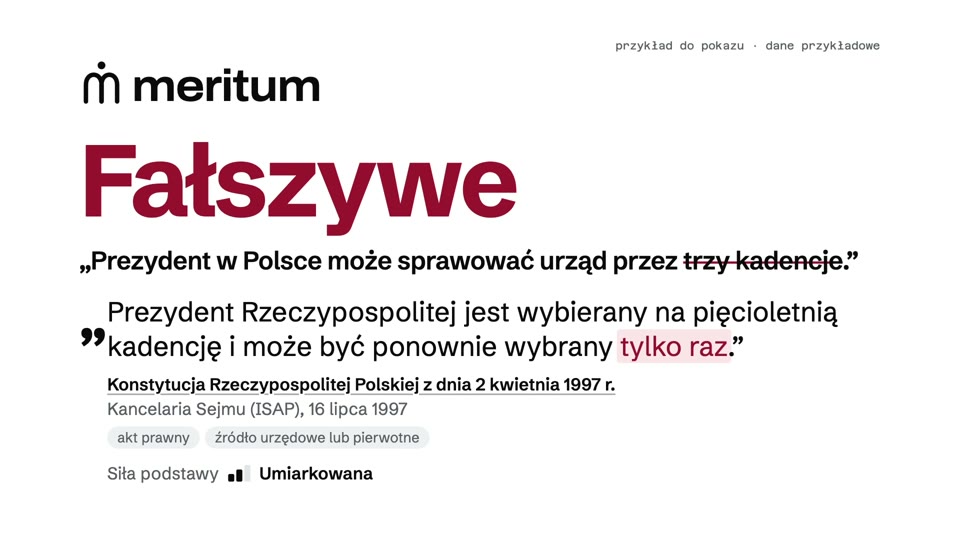 przykład do pokazu · dane przykładowe
meritum
Fałszywe
„Prezydent w Polsce może sprawować urząd przez trzy kadencje.”
”Prezydent Rzeczypospolitej jest wybierany na pięcioletnią
kadencję i może być ponownie wybrany tylko raz.”
Konstytucja Rzeczypospolitej Polskiej z dnia 2 kwietnia 1997 r.
Kancelaria Sejmu (ISAP), 16 lipca 1997
akt prawny źródło urzędowe lub pierwotne
Siła podstawy Umiarkowana